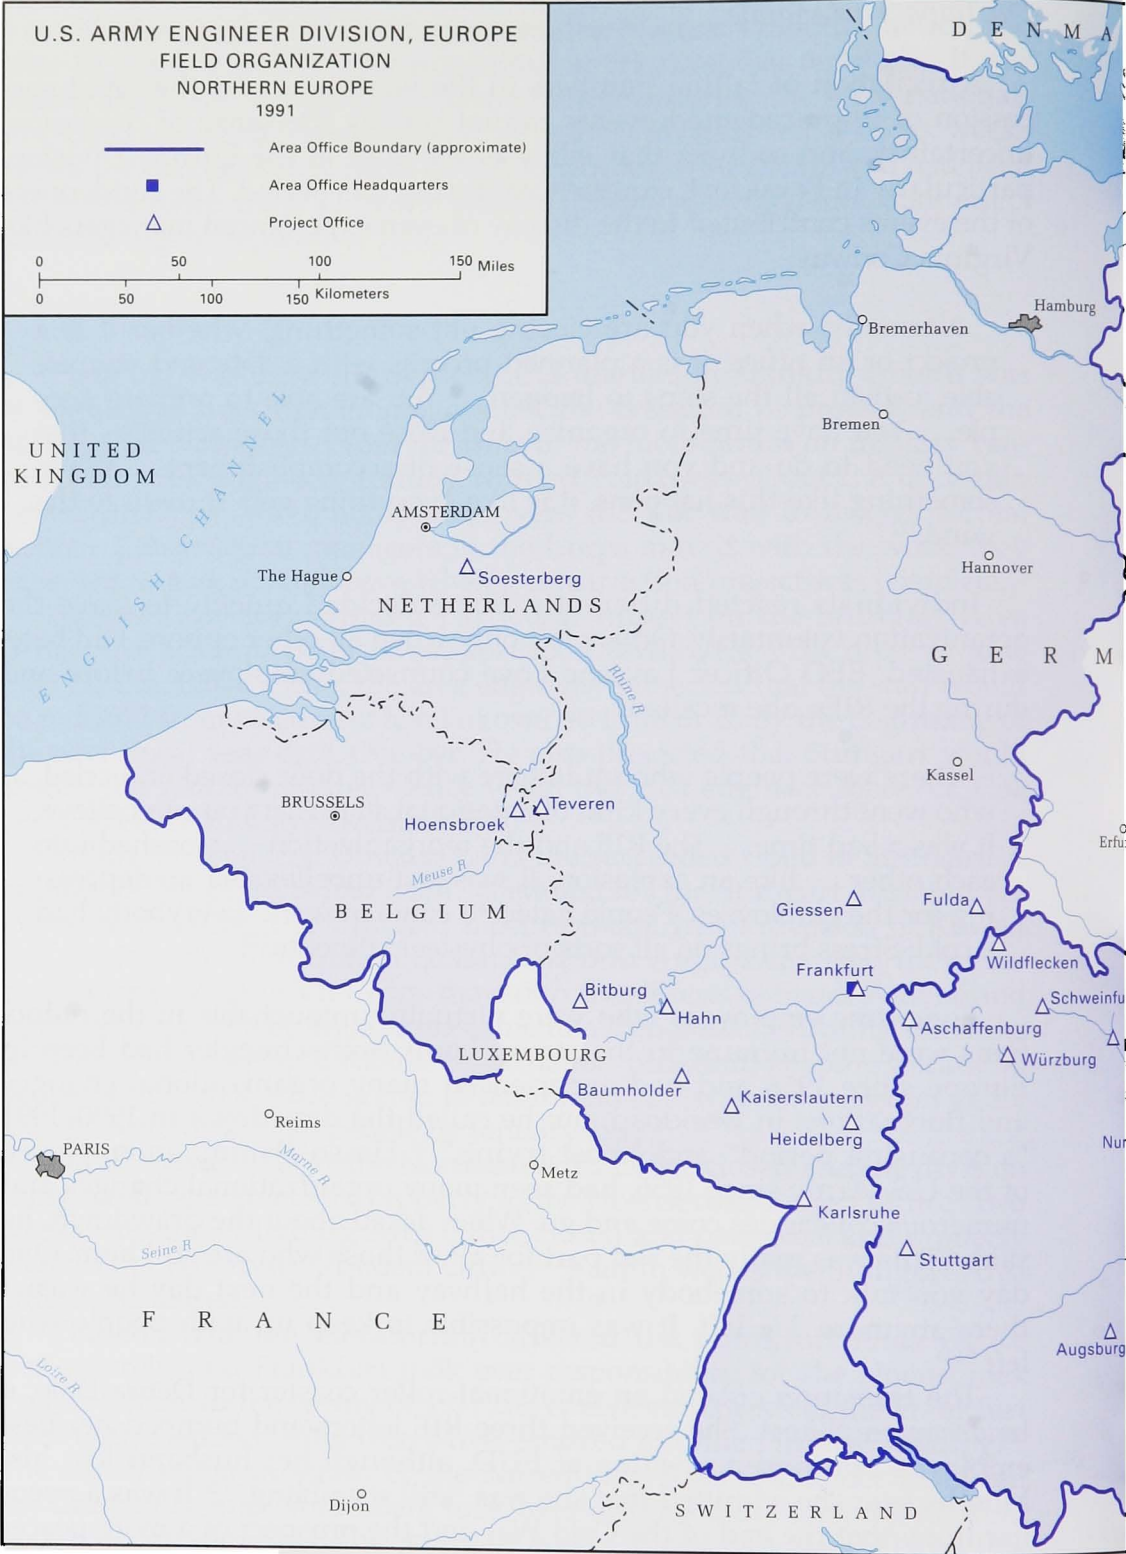 U.S. ARMY ENGINEER DIVISION, EUROPE
FIELD ORGANIZATION
NORTHERN EUROPE
1991
Area Office Boundary (approximate)
Area Office Headquarters
Project Office
0 50 100 150 Miles
0 50 100 150 Kilometers
D E N M A
Hamburg
Bremerhaven
Bremen
UNITED
KINGDOM
ENGLISH CHANNEL
AMSTERDAM
The Hague
Soesterberg
NETHERLANDS
Hannover
G E R M
Rhine R
Kassel
BRUSSELS
Teveren
Hoensbroek
Erfu
Meuse R
BELGIUM
Giessen
Fulda
Wildflecken
Frankfurt
Bitburg
Hahn
Schweinfu
Aschaffenburg
LUXEMBOURG
Würzburg
Baumholder
Kaiserslautern
Heidelberg
Reims
PARIS
Marne R
Nur
Metz
Karlsruhe
Seine R
Stuttgart
F R A N C E
Augsburg
Loire R
Dijon
SWITZERLAND